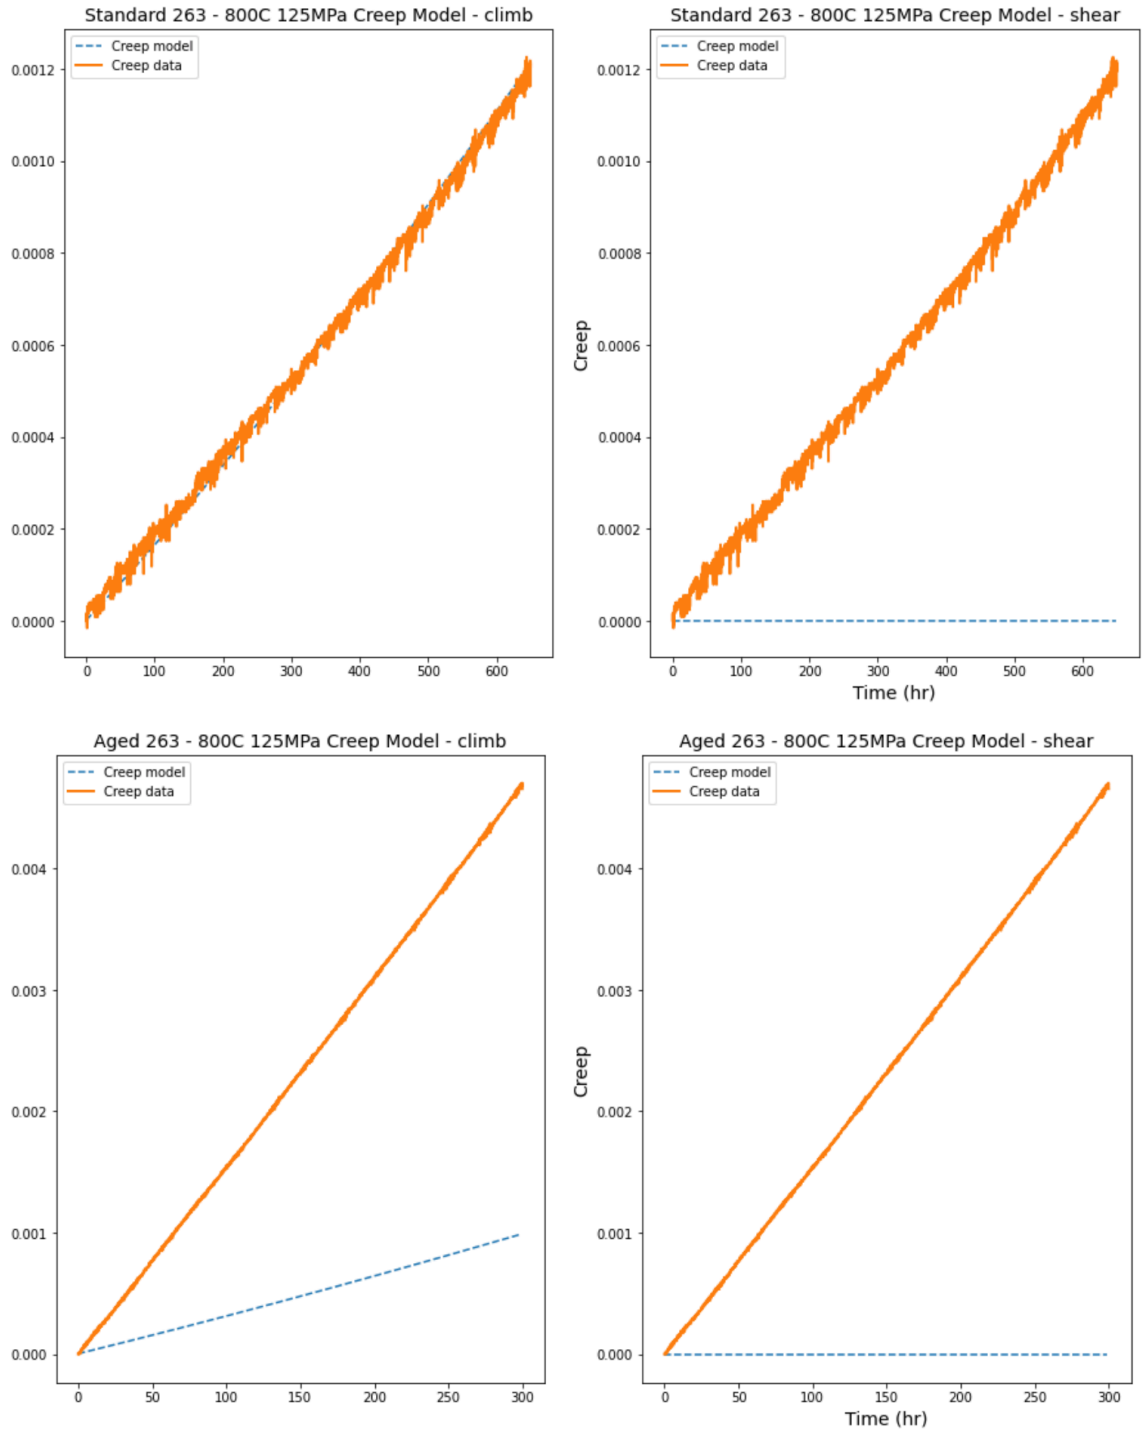 Standard 263 - 800C 125MPa Creep Model - climb
Creep model
Creep data
0.0012
0.0010
0.0008
0.0006
0.0004
0.0002
0.0000
0 100 200 300 400 500 600
Standard 263 - 800C 125MPa Creep Model - shear
Creep model
Creep data
Creep
0.0012
0.0010
0.0008
0.0006
0.0004
0.0002
0.0000
0 100 200 300 400 500 600
Time (hr)
Aged 263 - 800C 125MPa Creep Model - climb
Creep model
Creep data
0.004
0.003
0.002
0.001
0.000
0 50 100 150 200 250 300
Aged 263 - 800C 125MPa Creep Model - shear
Creep model
Creep data
Creep
0.004
0.003
0.002
0.001
0.000
0 50 100 150 200 250 300
Time (hr)